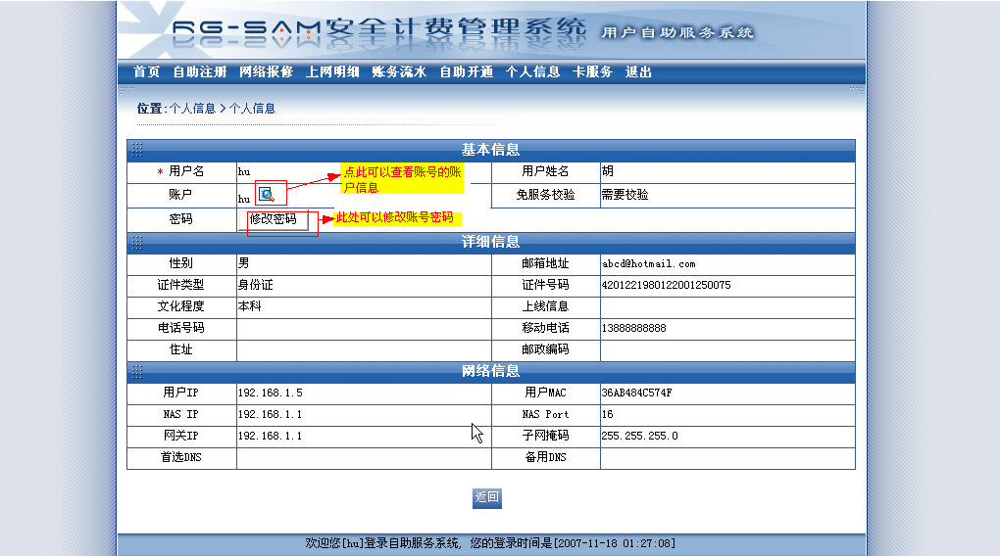 RG-SAM安全计费管理系统 用户自助服务系统
首页 自助注册 网络报修 上网明细 账务流水 自助开通 个人信息 卡服务 退出
位置:个人信息>个人信息
基本信息
* 用户名 hu 用户姓名 胡
点此可以查看账号的账
户信息
账户 hu 免服务校验 需要校验
密码 修改密码 此处可以修改账号密码
详细信息
性别 男 邮箱地址 abcd@hotmail.com
证件类型 身份证 证件号码 4201221980122001250075
文化程度 本科 上线信息
电话号码 移动电话 13888888888
住址 邮政编码
网络信息
用户IP 192.168.1.5 用户MAC 36AB484C574F
NAS IP 192.168.1.1 NAS Port 16
网关IP 192.168.1.1 子网掩码 255.255.255.0
首选DNS 备用DNS
返回
欢迎您[hu]登录自助服务系统, 您的登录时间是[2007-11-18 01:27:08]